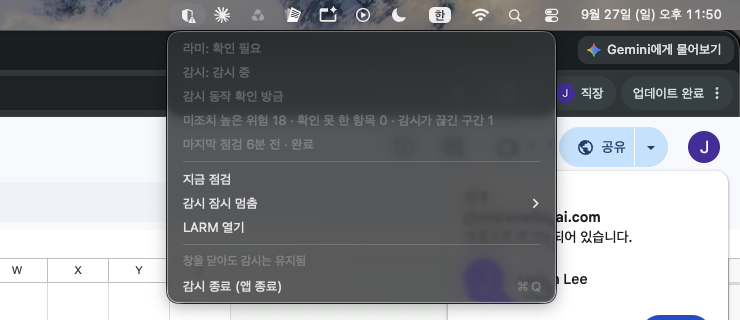 한
9월 27일 (일) 오후 11:50
Gemini에게 물어보기
J 직장
업데이트 완료
라미: 확인 필요
감시: 감시 중
감시 동작 확인 방금
미조치 높은 위험 18 · 확인 못 한 항목 0 · 감시가 끊긴 구간 1
마지막 점검 6분 전 · 완료
공유
J
지금 점검
감시 잠시 멈춤
LARM 열기
창을 닫아도 감시는 유지됨
감시 종료 (앱 종료) ⌘Q
ai.com
되어 있습니다.
Lee
W X Y